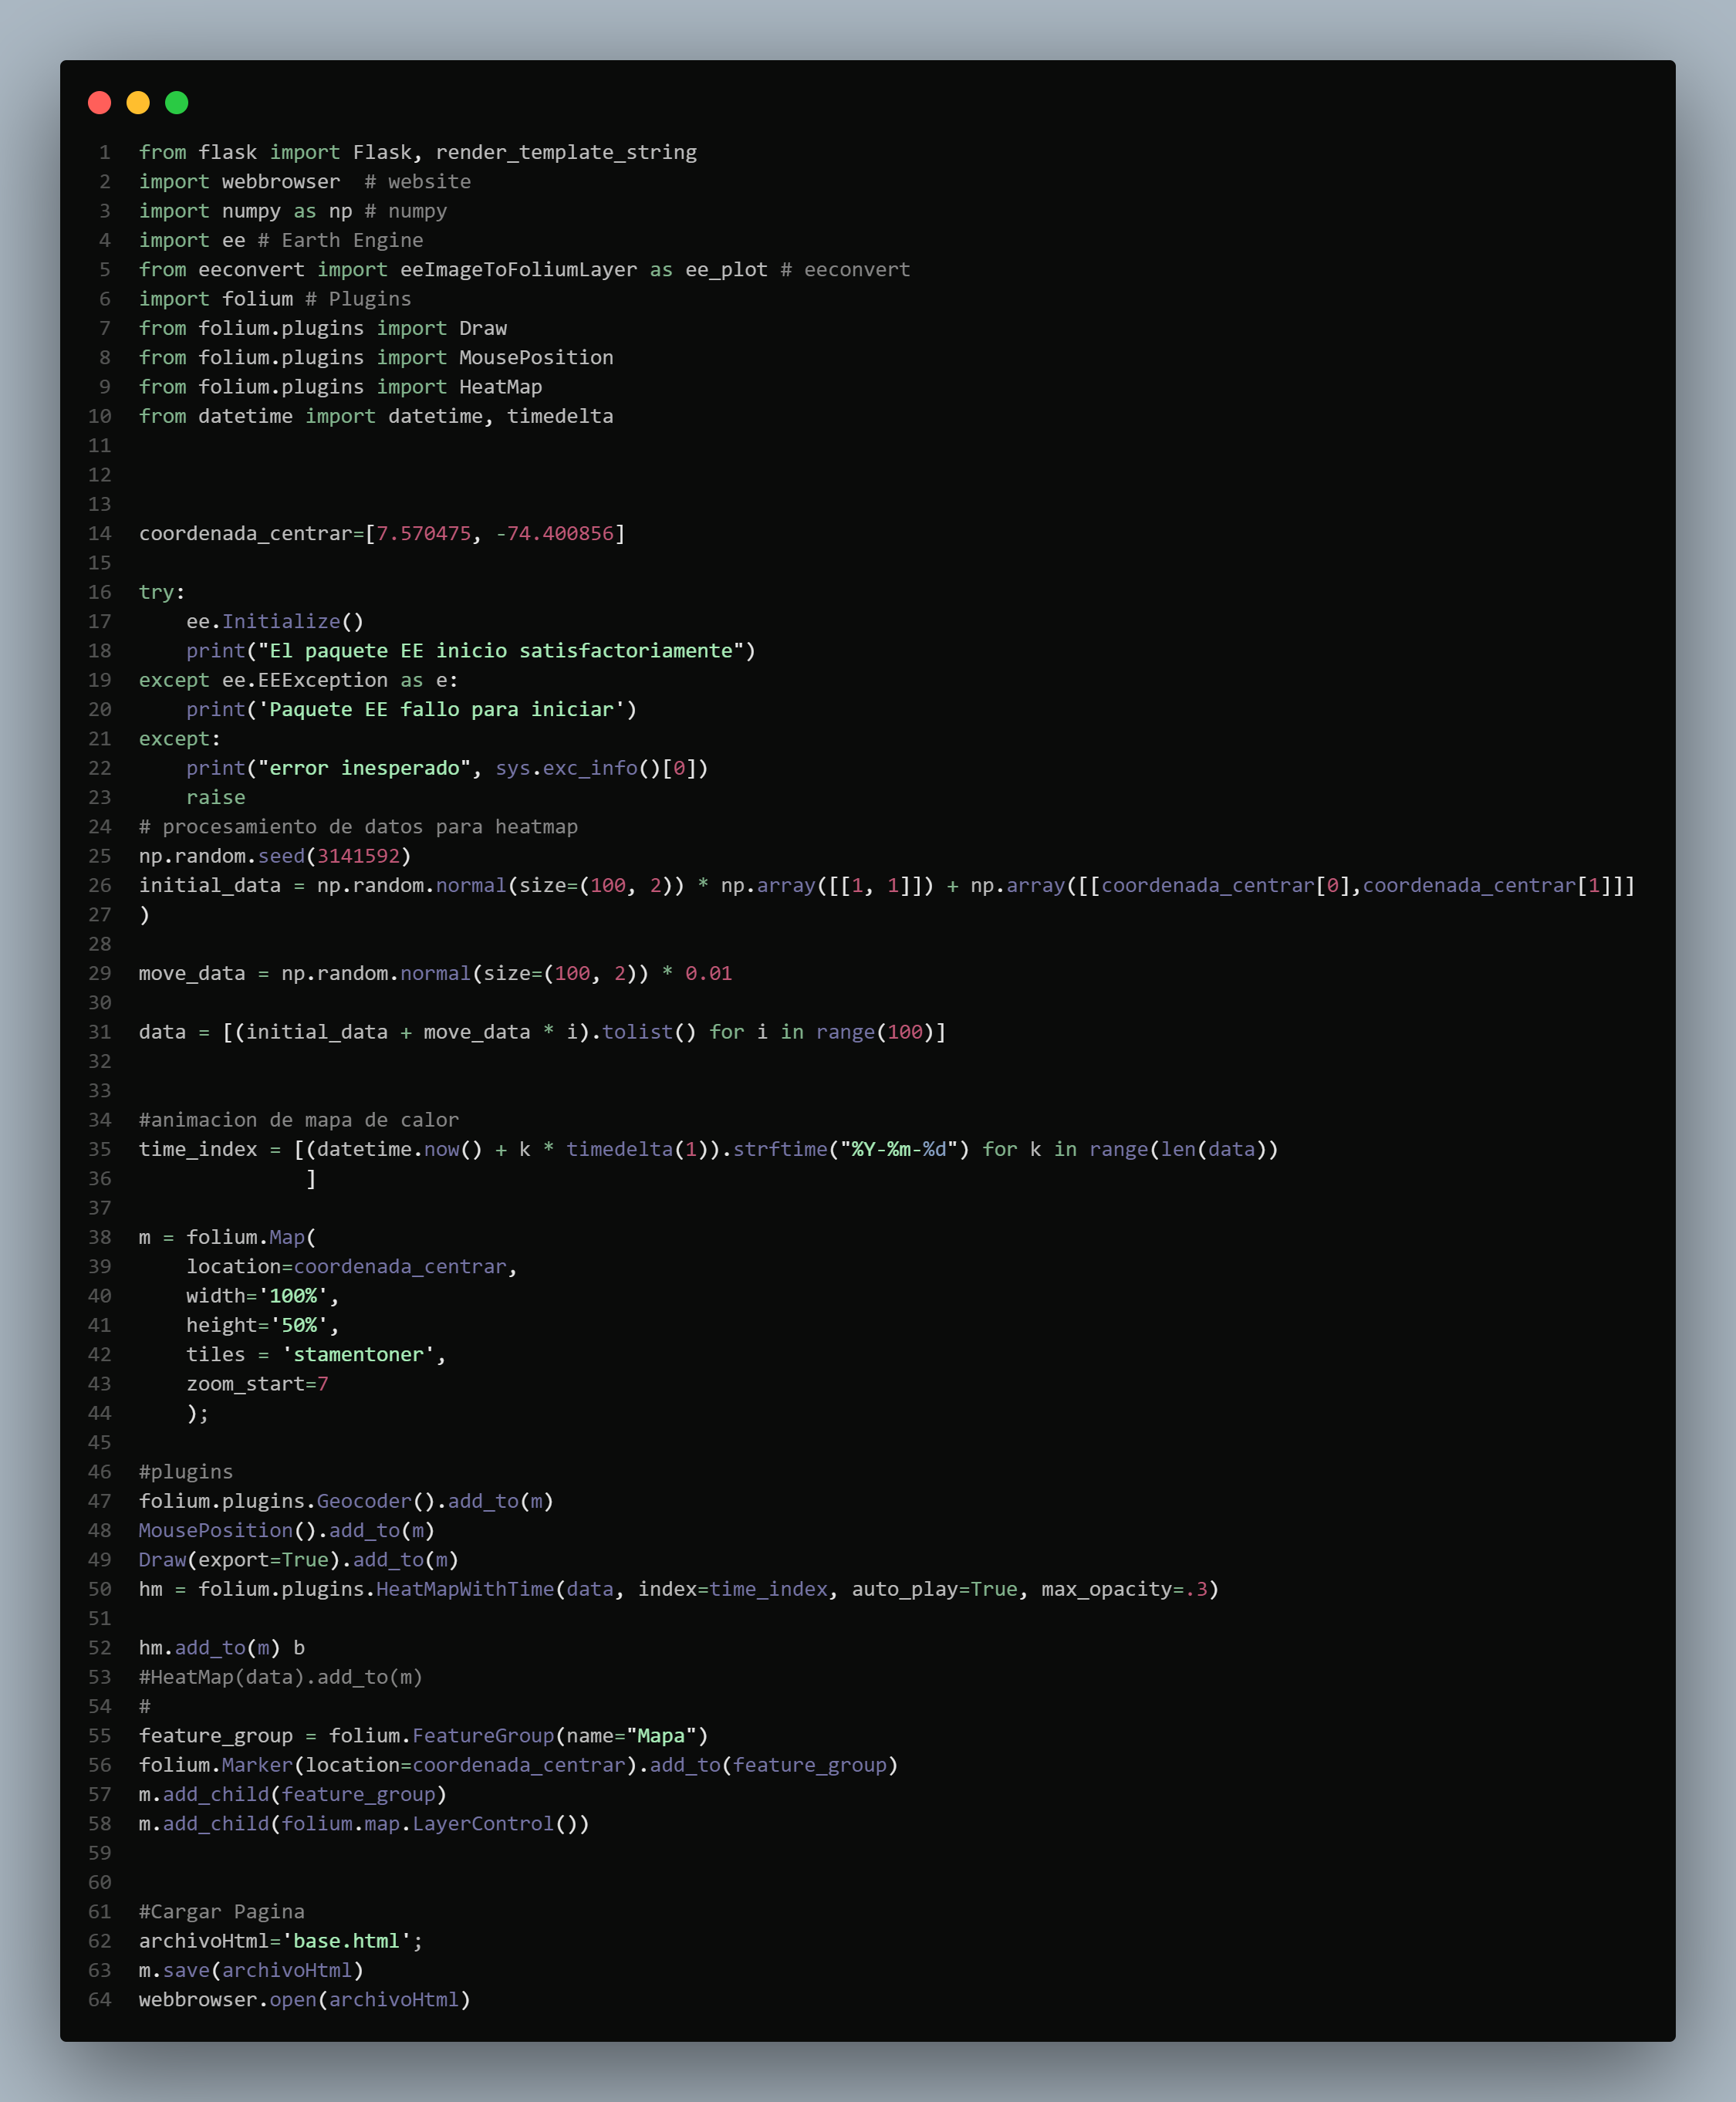 1 from flask import Flask, render_template_string
2 import webbrowser  # website
3 import numpy as np # numpy
4 import ee # Earth Engine
5 from eeconvert import eeImageToFoliumLayer as ee_plot # eeconvert
6 import folium # Plugins
7 from folium.plugins import Draw
8 from folium.plugins import MousePosition
9 from folium.plugins import HeatMap
10 from datetime import datetime, timedelta
11
12
13
14 coordenada_centrar=[7.570475, -74.400856]
15
16 try:
17     ee.Initialize()
18     print("El paquete EE inicio satisfactoriamente")
19 except ee.EEException as e:
20     print('Paquete EE fallo para iniciar')
21 except:
22     print("error inesperado", sys.exc_info()[0])
23     raise
24 # procesamiento de datos para heatmap
25 np.random.seed(3141592)
26 initial_data = np.random.normal(size=(100, 2)) * np.array([[1, 1]]) + np.array([[coordenada_centrar[0],coordenada_centrar[1]]]
27 )
28
29 move_data = np.random.normal(size=(100, 2)) * 0.01
30
31 data = [(initial_data + move_data * i).tolist() for i in range(100)]
32
33
34 #animacion de mapa de calor
35 time_index = [(datetime.now() + k * timedelta(1)).strftime("%Y-%m-%d") for k in range(len(data))
36               ]
37
38 m = folium.Map(
39     location=coordenada_centrar,
40     width='100%',
41     height='50%',
42     tiles = 'stamentoner',
43     zoom_start=7
44     );
45
46 #plugins
47 folium.plugins.Geocoder().add_to(m)
48 MousePosition().add_to(m)
49 Draw(export=True).add_to(m)
50 hm = folium.plugins.HeatMapWithTime(data, index=time_index, auto_play=True, max_opacity=.3)
51
52 hm.add_to(m) b
53 #HeatMap(data).add_to(m)
54 #
55 feature_group = folium.FeatureGroup(name="Mapa")
56 folium.Marker(location=coordenada_centrar).add_to(feature_group)
57 m.add_child(feature_group)
58 m.add_child(folium.map.LayerControl())
59
60
61 #Cargar Pagina
62 archivoHtml='base.html';
63 m.save(archivoHtml)
64 webbrowser.open(archivoHtml)